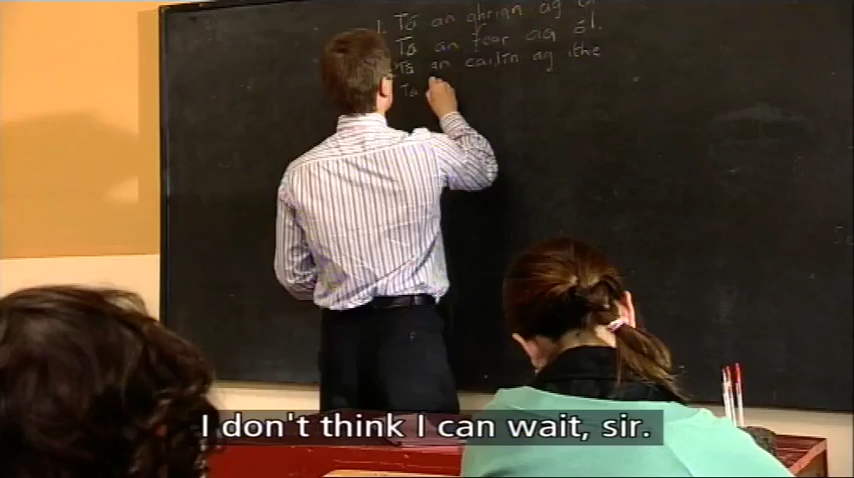 1. Tá an ghrian ag
Tá an fear ag ól.
Tá an cailín ag ithe
Tá
I don't think I can wait, sir.